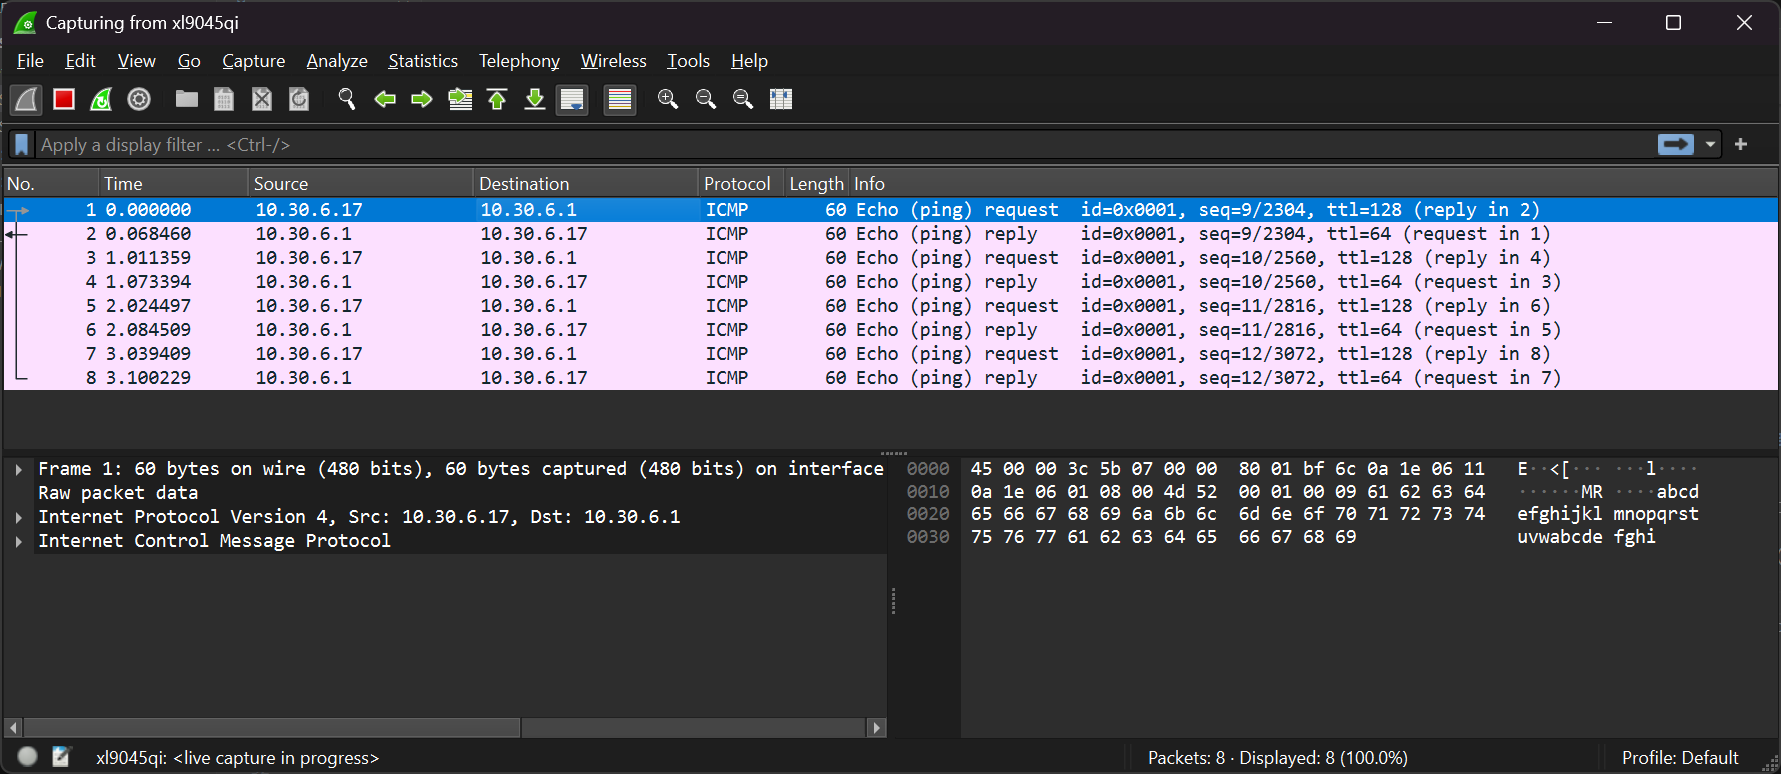 Capturing from xl9045qi
File Edit View Go Capture Analyze Statistics Telephony Wireless Tools Help
Apply a display filter ... <Ctrl-/>
No. Time Source Destination Protocol Length Info
1 0.000000 10.30.6.17 10.30.6.1 ICMP 60 Echo (ping) request id=0x0001, seq=9/2304, ttl=128 (reply in 2)
2 0.068460 10.30.6.1 10.30.6.17 ICMP 60 Echo (ping) reply id=0x0001, seq=9/2304, ttl=64 (request in 1)
3 1.011359 10.30.6.17 10.30.6.1 ICMP 60 Echo (ping) request id=0x0001, seq=10/2560, ttl=128 (reply in 4)
4 1.073394 10.30.6.1 10.30.6.17 ICMP 60 Echo (ping) reply id=0x0001, seq=10/2560, ttl=64 (request in 3)
5 2.024497 10.30.6.17 10.30.6.1 ICMP 60 Echo (ping) request id=0x0001, seq=11/2816, ttl=128 (reply in 6)
6 2.084509 10.30.6.1 10.30.6.17 ICMP 60 Echo (ping) reply id=0x0001, seq=11/2816, ttl=64 (request in 5)
7 3.039409 10.30.6.17 10.30.6.1 ICMP 60 Echo (ping) request id=0x0001, seq=12/3072, ttl=128 (reply in 8)
8 3.100229 10.30.6.1 10.30.6.17 ICMP 60 Echo (ping) reply id=0x0001, seq=12/3072, ttl=64 (request in 7)
Frame 1: 60 bytes on wire (480 bits), 60 bytes captured (480 bits) on interface
Raw packet data
Internet Protocol Version 4, Src: 10.30.6.17, Dst: 10.30.6.1
Internet Control Message Protocol
0000 45 00 00 3c 5b 07 00 00 80 01 bf 6c 0a 1e 06 11 E··<[··· ···l····
0010 0a 1e 06 01 08 00 4d 52 00 01 00 09 61 62 63 64 ······MR ····abcd
0020 65 66 67 68 69 6a 6b 6c 6d 6e 6f 70 71 72 73 74 efghijkl mnopqrst
0030 75 76 77 61 62 63 64 65 66 67 68 69 uvwabcde fghi
xl9045qi: <live capture in progress>
Packets: 8 · Displayed: 8 (100.0%)
Profile: Default